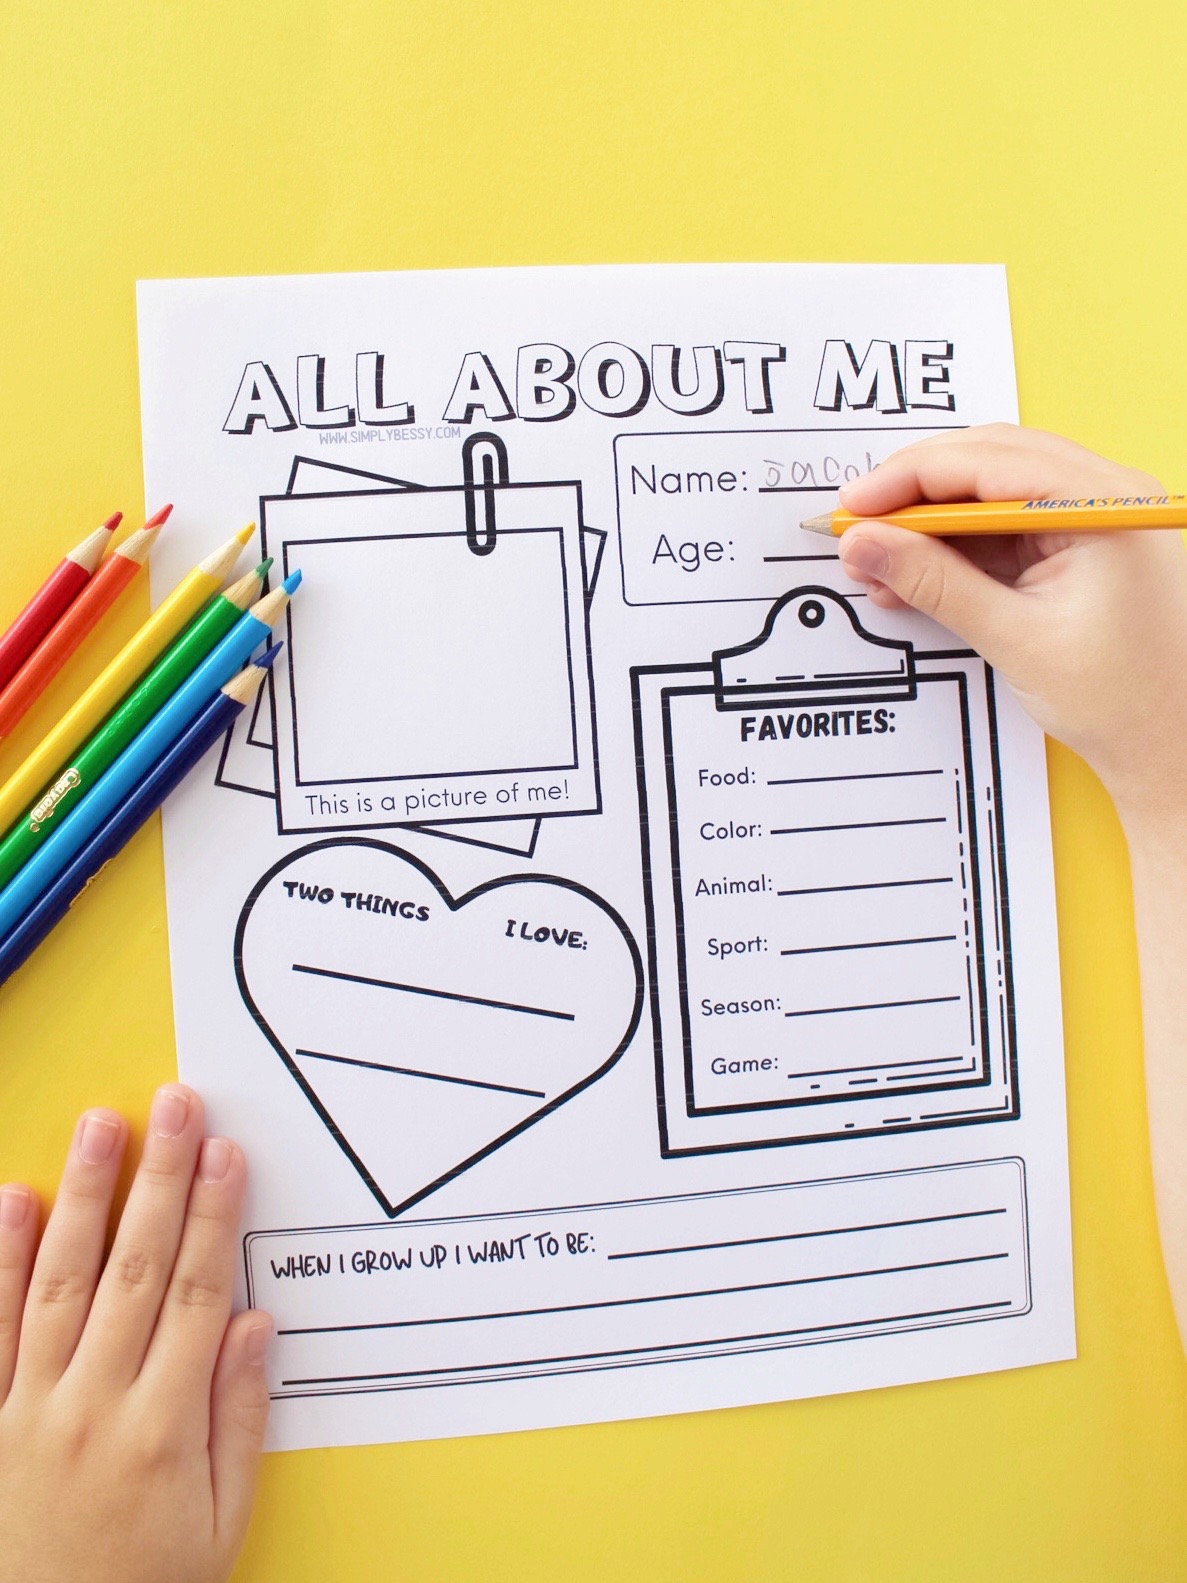 ALL ABOUT ME
WWW.SIMPLYBESSY.COM
Name: Jacob
Age:
AMERICA'S PENCIL™
This is a picture of me!
FAVORITES:
Food:
Color:
Animal:
Sport:
Season:
Game:
Crayola
TWO THINGS I LOVE:
WHEN I GROW UP I WANT TO BE: